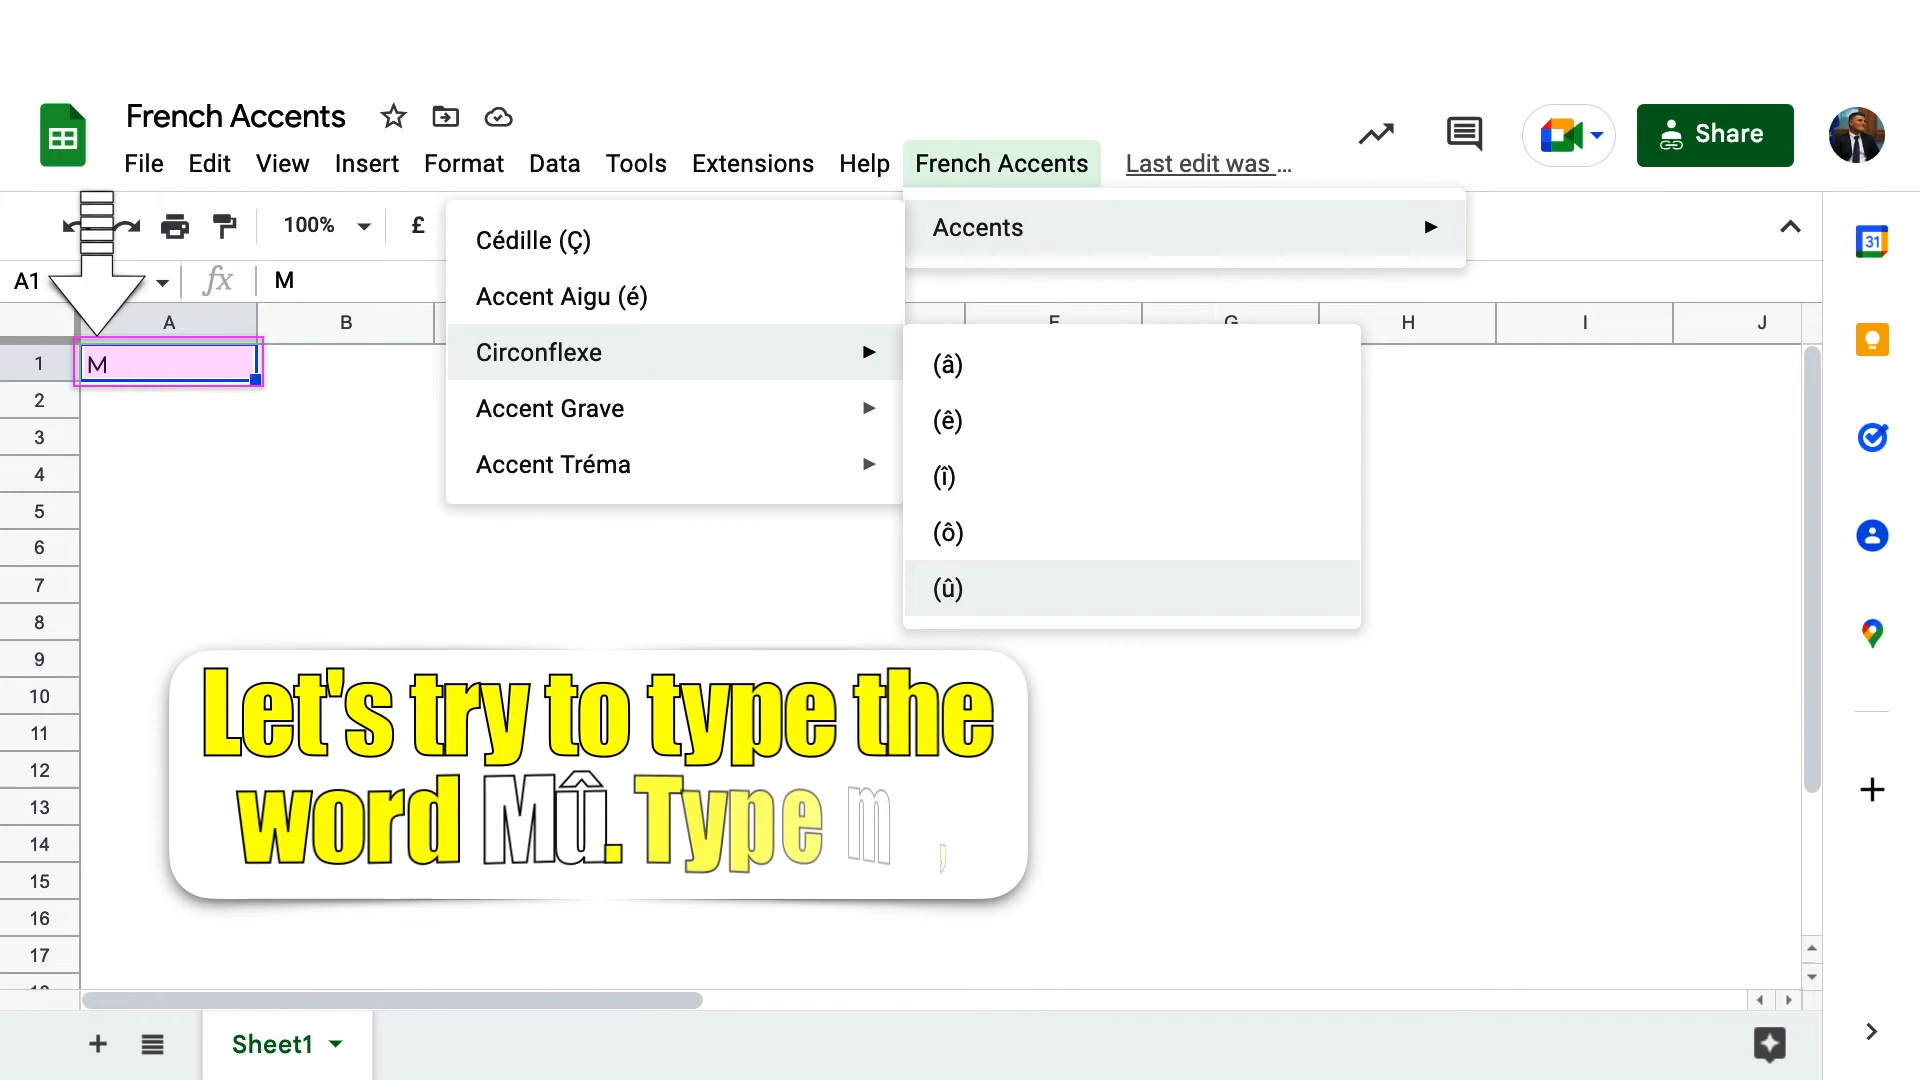 French Accents
File Edit View Insert Format Data Tools Extensions Help French Accents Last edit was ...
Share
100% £
Accents
31
A1 fx M
Cédille (Ç)
Accent Aigu (é)
Circonflexe
Accent Grave
Accent Tréma
(â)
(ê)
(î)
(ô)
(û)
A B H I J
1 M
2
3
4
5
6
7
8
9
10
11
12
13
14
15
16
17
Let's try to type the
word Mû. Type m ,
Sheet1